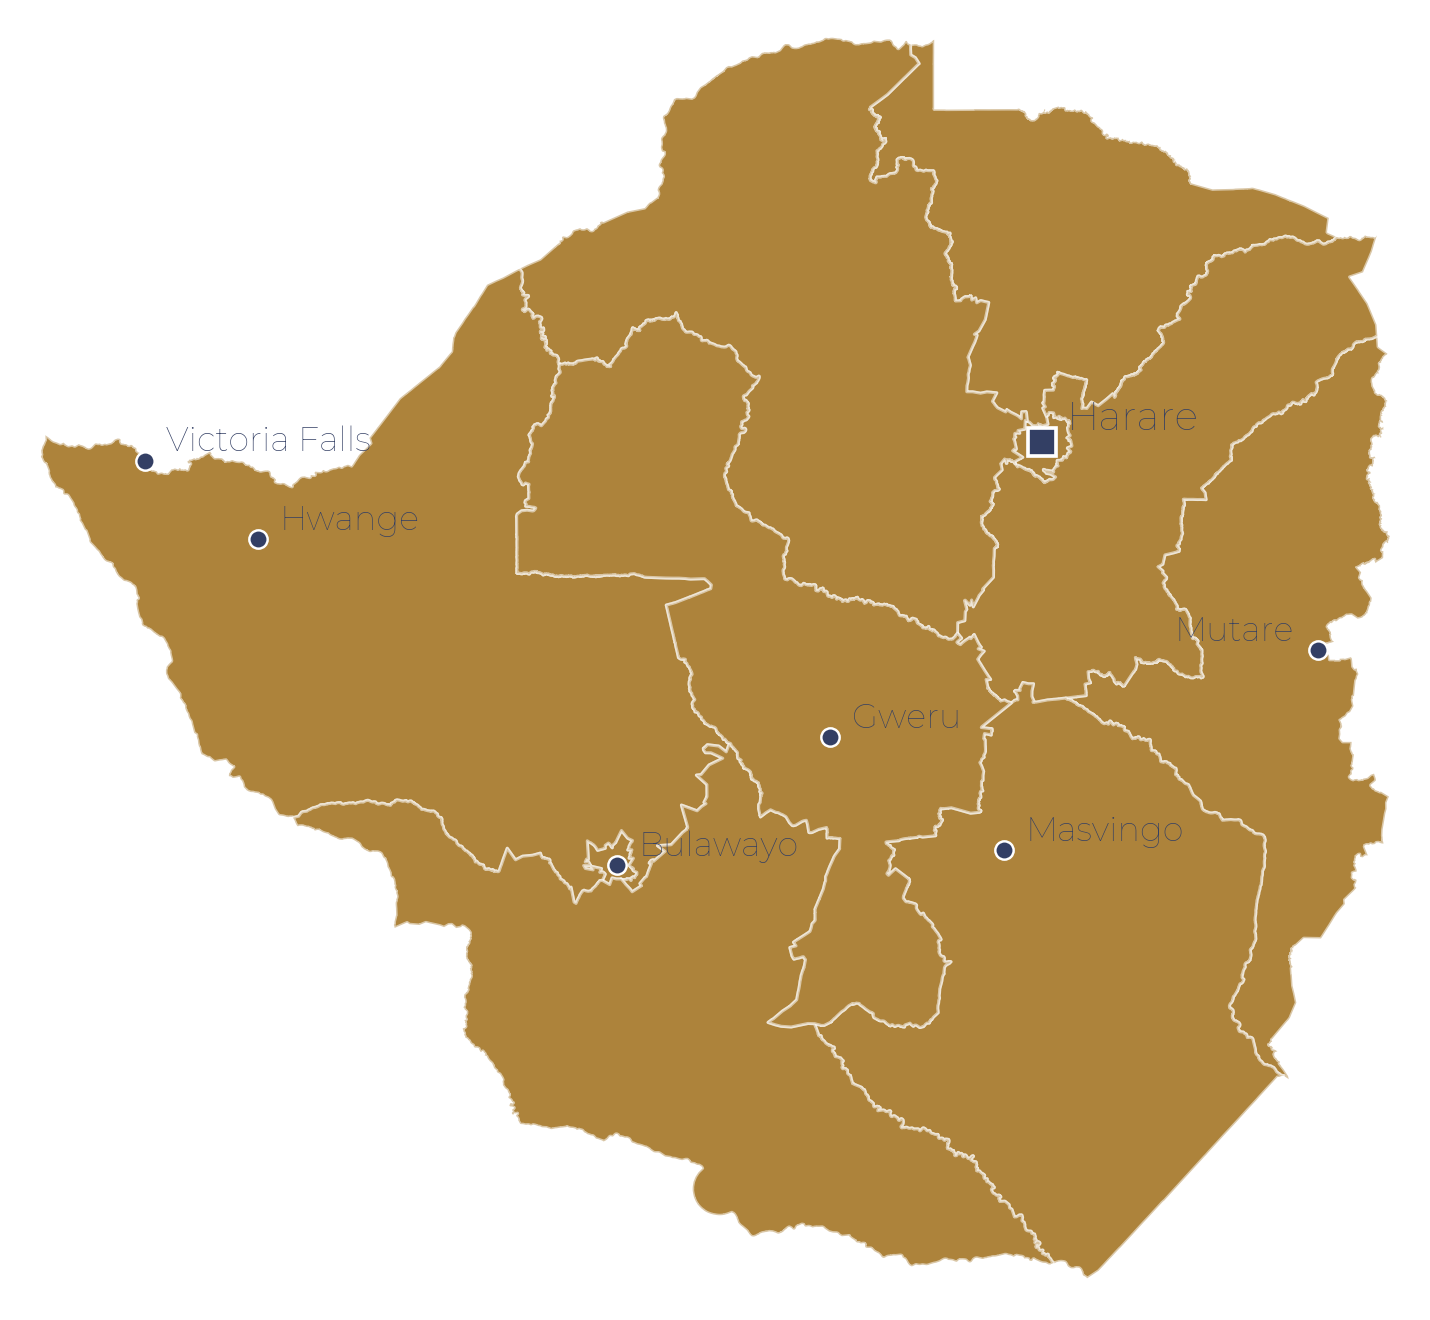 Harare
Victoria Falls
Hwange
Mutare
Gweru
Masvingo
Bulawayo